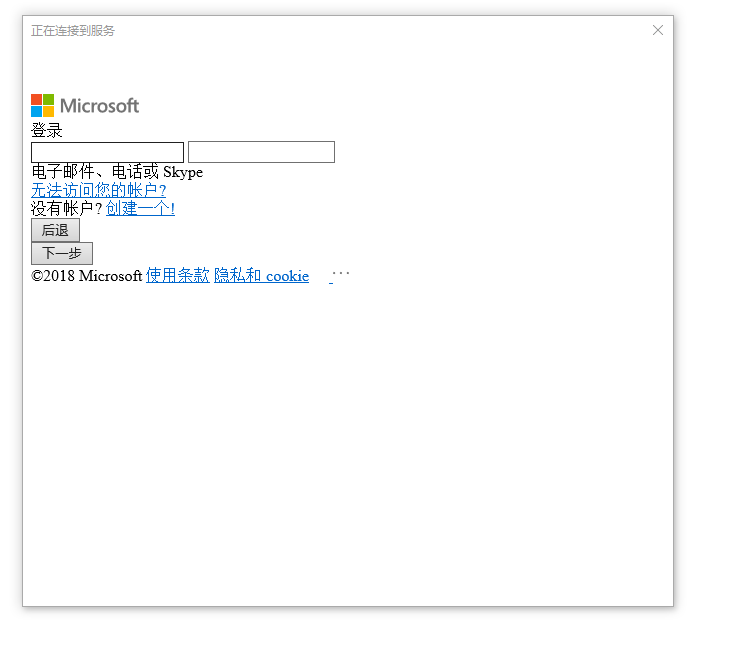 正在连接到服务
Microsoft
登录
电子邮件、电话或 Skype
无法访问您的帐户?
没有帐户? 创建一个!
后退
下一步
©2018 Microsoft 使用条款 隐私和 cookie ...